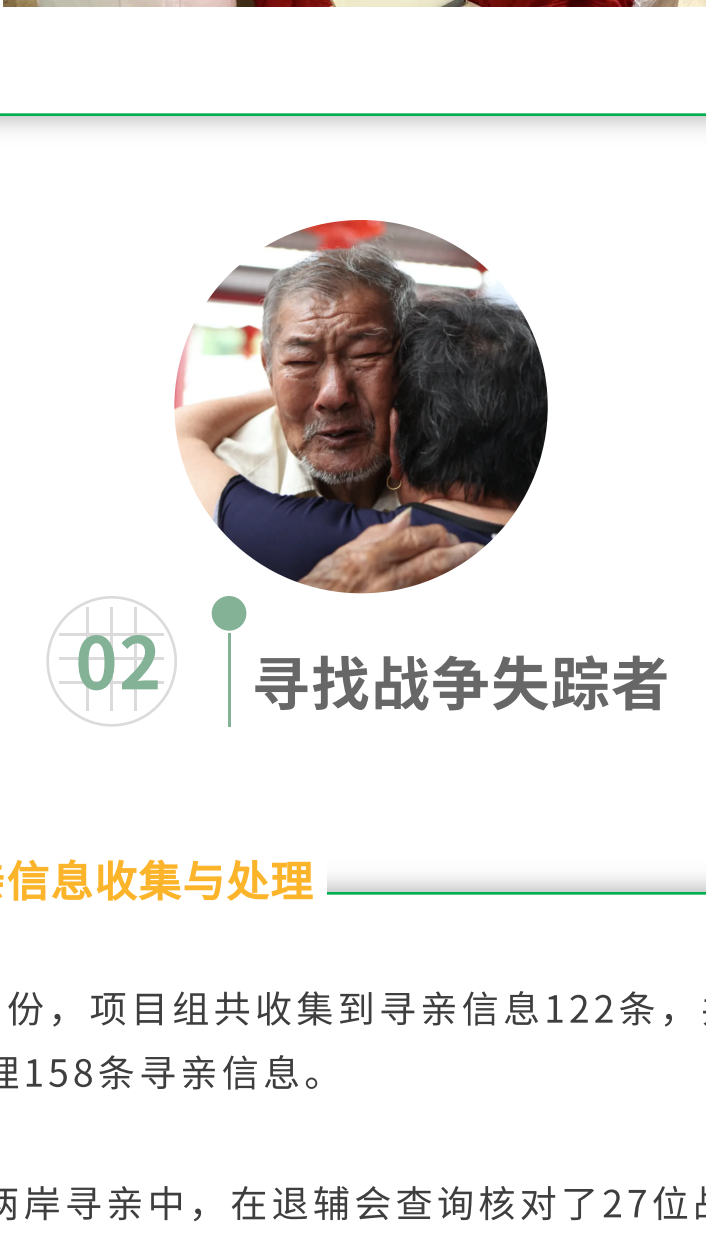 02
寻找战争失踪者
信息收集与处理
份，项目组共收集到寻亲信息122条，
理158条寻亲信息。
两岸寻亲中，在退辅会查询核对了27位